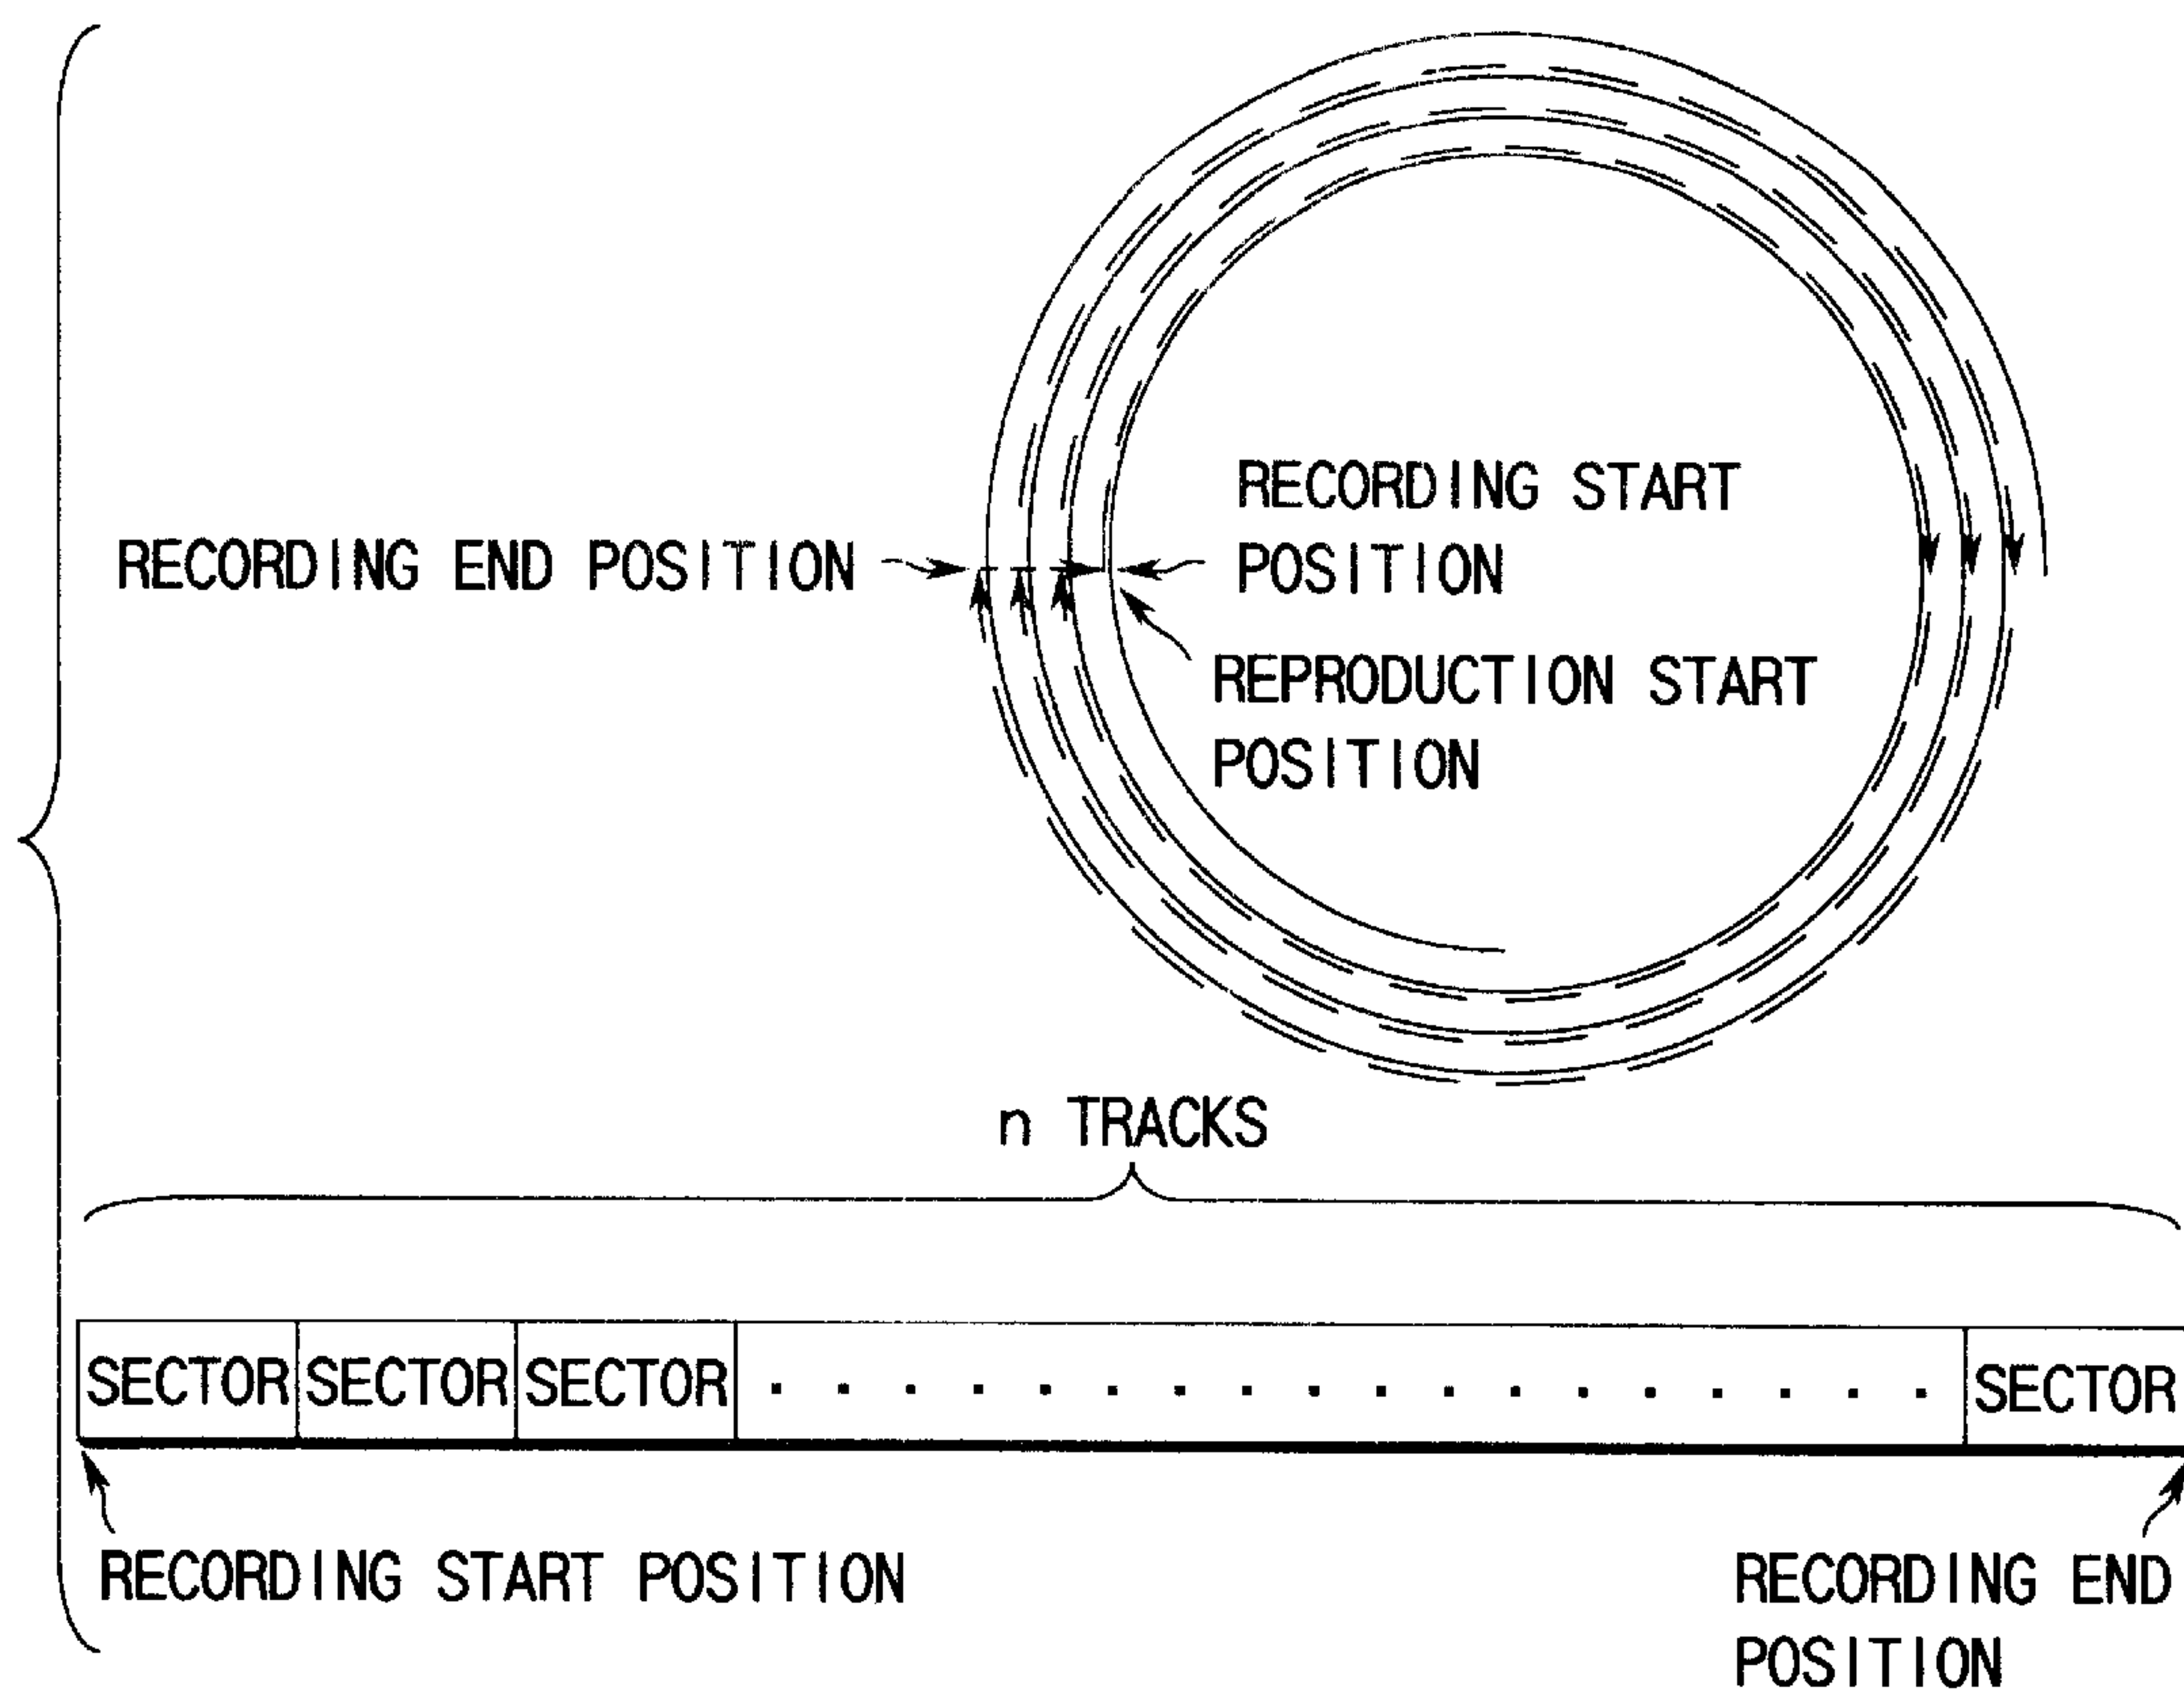 RECORDING START
POSITION
RECORDING END POSITION
REPRODUCTION START
POSITION
n TRACKS
SECTOR SECTOR SECTOR . . . . . . . . . . . . . . . . . . SECTOR
RECORDING START POSITION
RECORDING END
POSITION